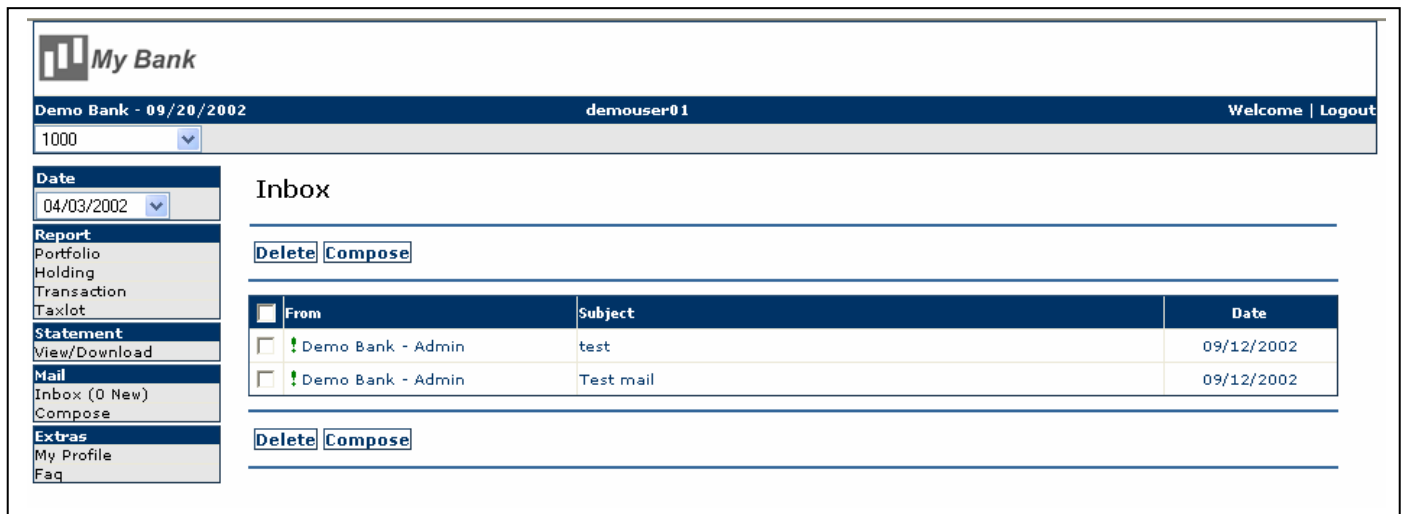 My Bank
Demo Bank - 09/20/2002 demouser01 Welcome | Logout
1000
Date
04/03/2002
Report
Portfolio
Holding
Transaction
Taxlot
Statement
View/Download
Mail
Inbox (0 New)
Compose
Extras
My Profile
Faq
Inbox
Delete Compose
From Subject Date
! Demo Bank - Admin test 09/12/2002
! Demo Bank - Admin Test mail 09/12/2002
Delete Compose